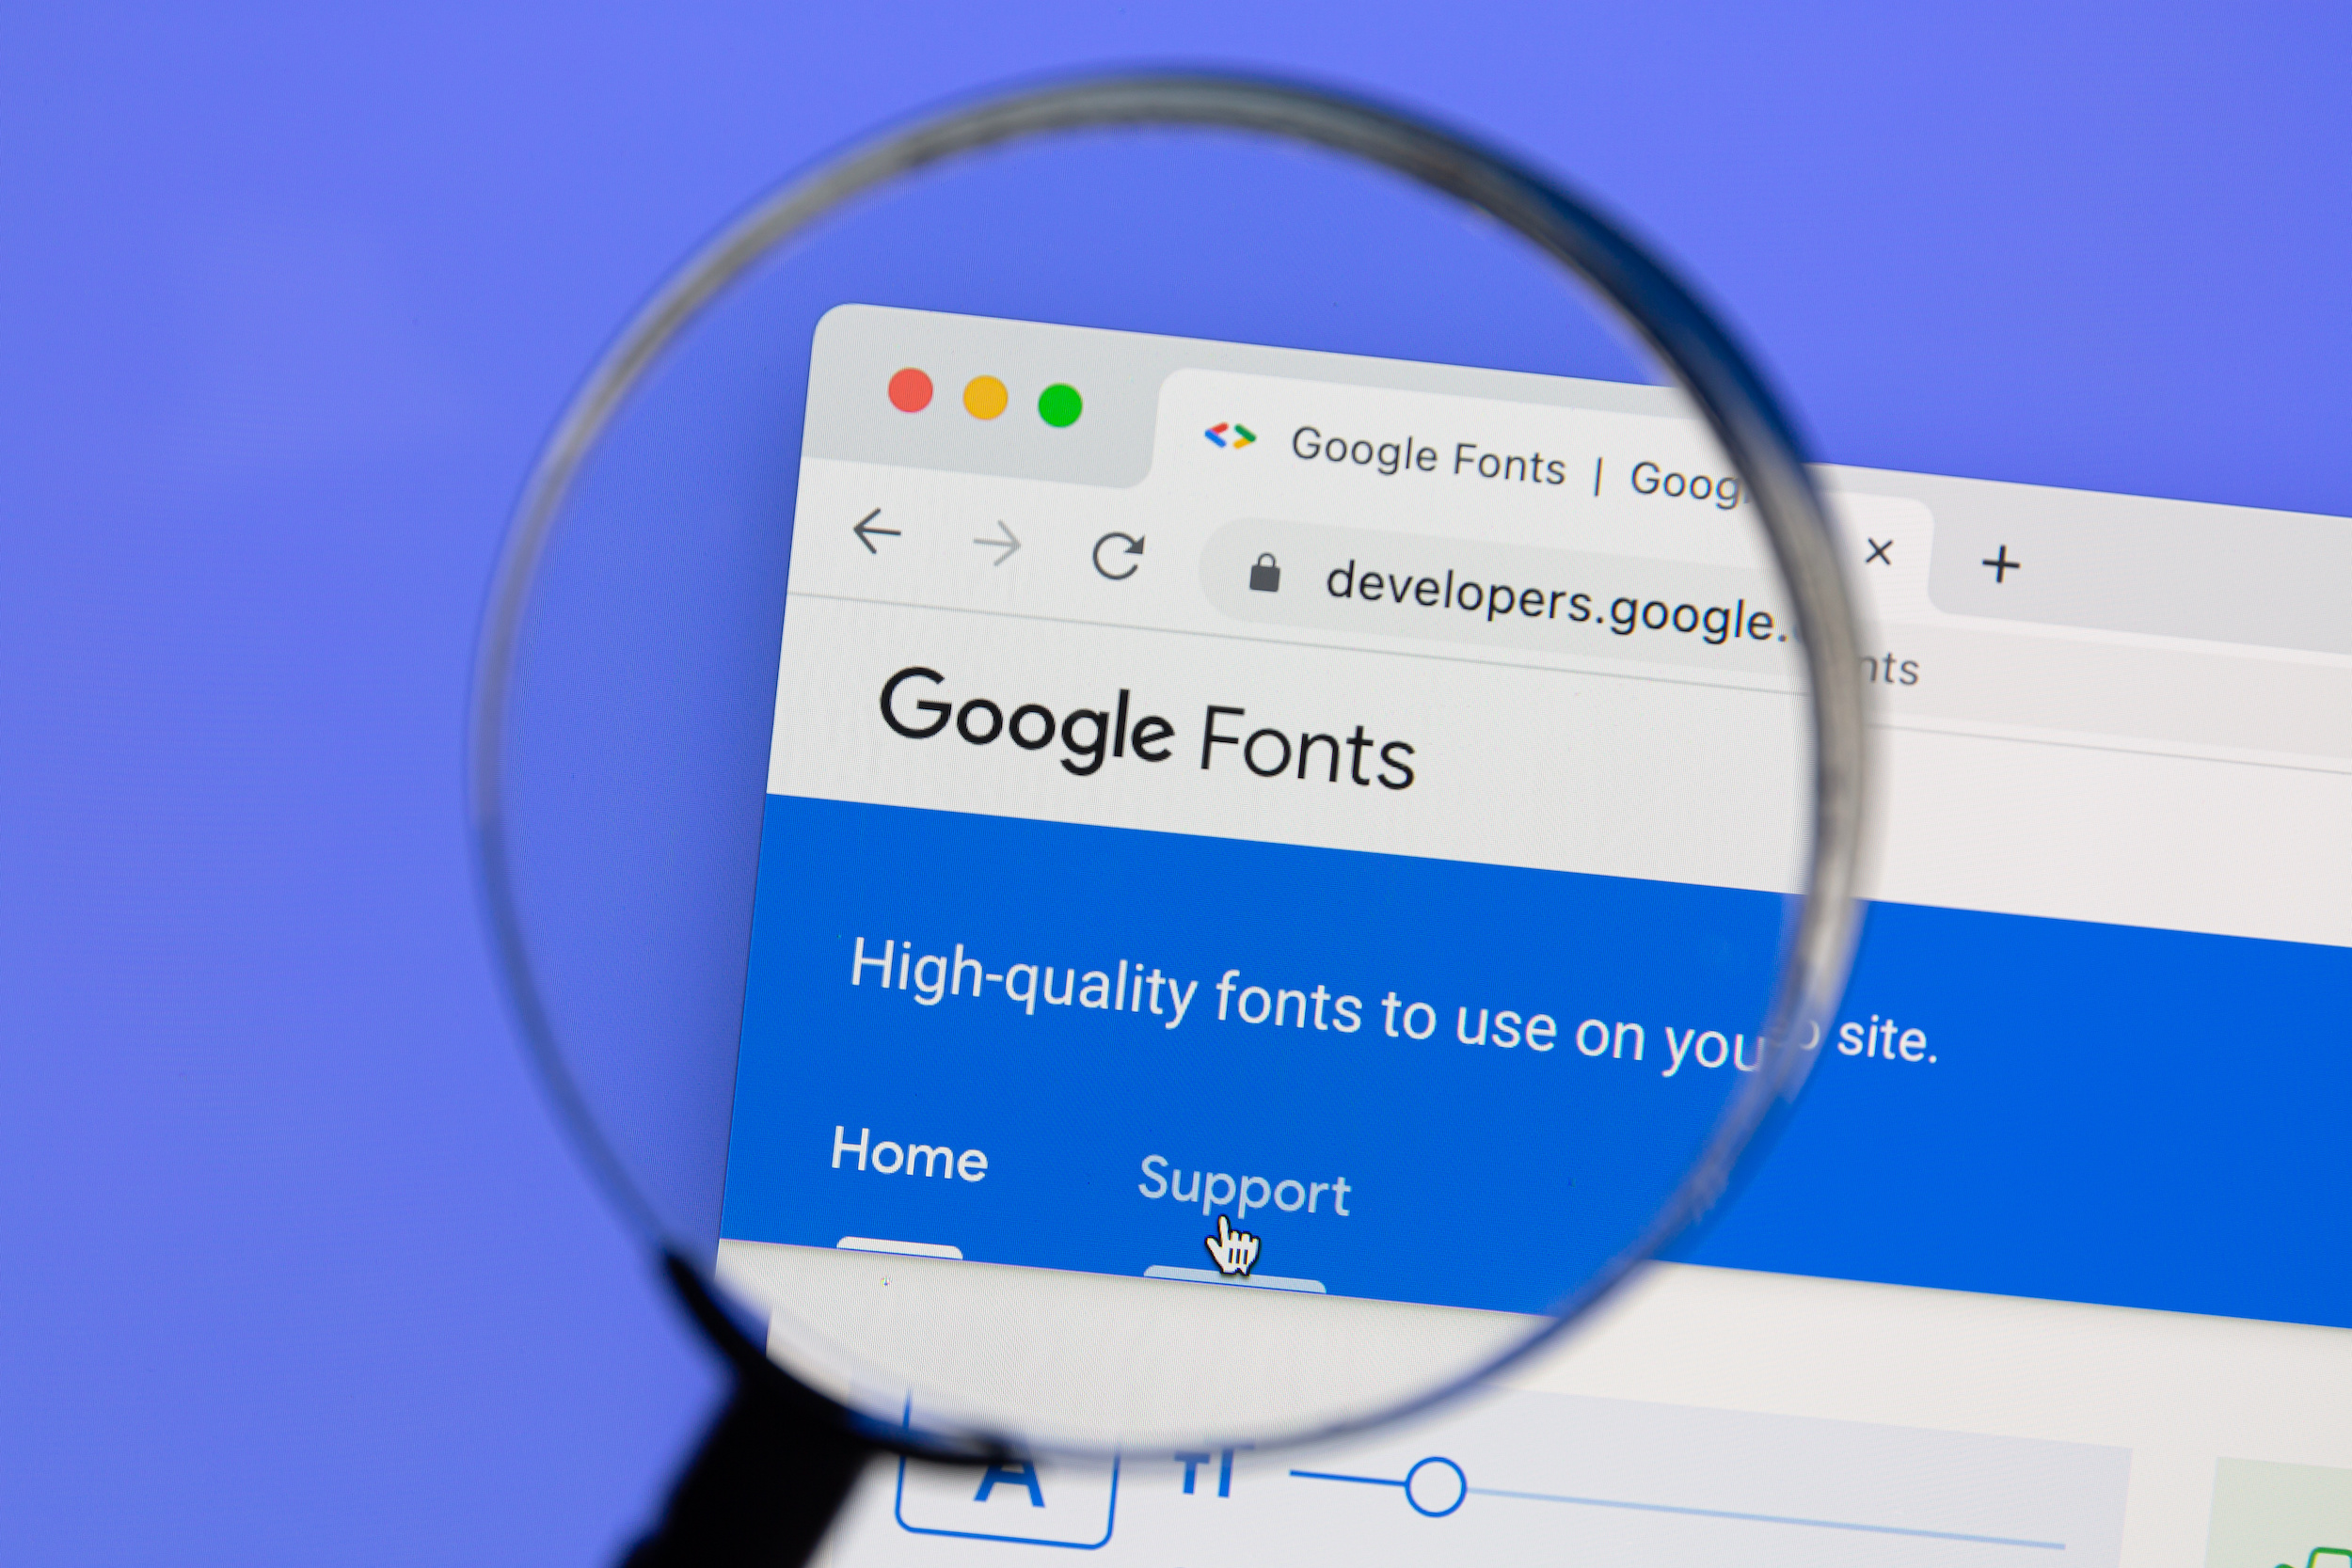 Google Fonts | Goog
developers.google.
nts
Google Fonts
High-quality fonts to use on you site.
Home Support
A